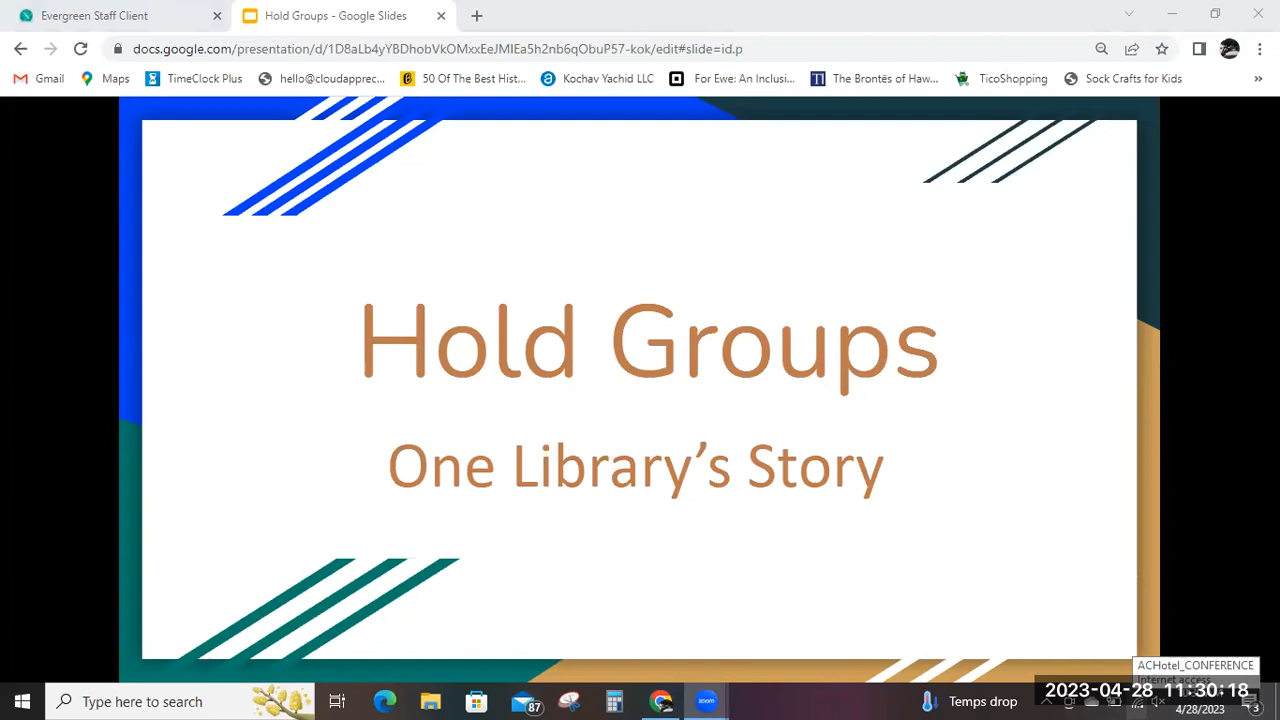 Evergreen Staff Client
Hold Groups - Google Slides
docs.google.com/presentation/d/1D8aLb4yYBDhobVkOMxxEeJMIEa5h2nb6qObuP57-kok/edit#slide=id.p
Gmail
Maps
TimeClock Plus
hello@cloudapprec...
50 Of The Best Hist...
Kochav Yachid LLC
For Ewe: An Inclusi...
The Brontës of Haw...
TicoShopping
Sock Crafts for Kids
Hold Groups
One Library's Story
ACHotel_CONFERENCE
Internet access
2023-04-28 11:30:18
Type here to search
87
Temps drop
4/28/2023
3